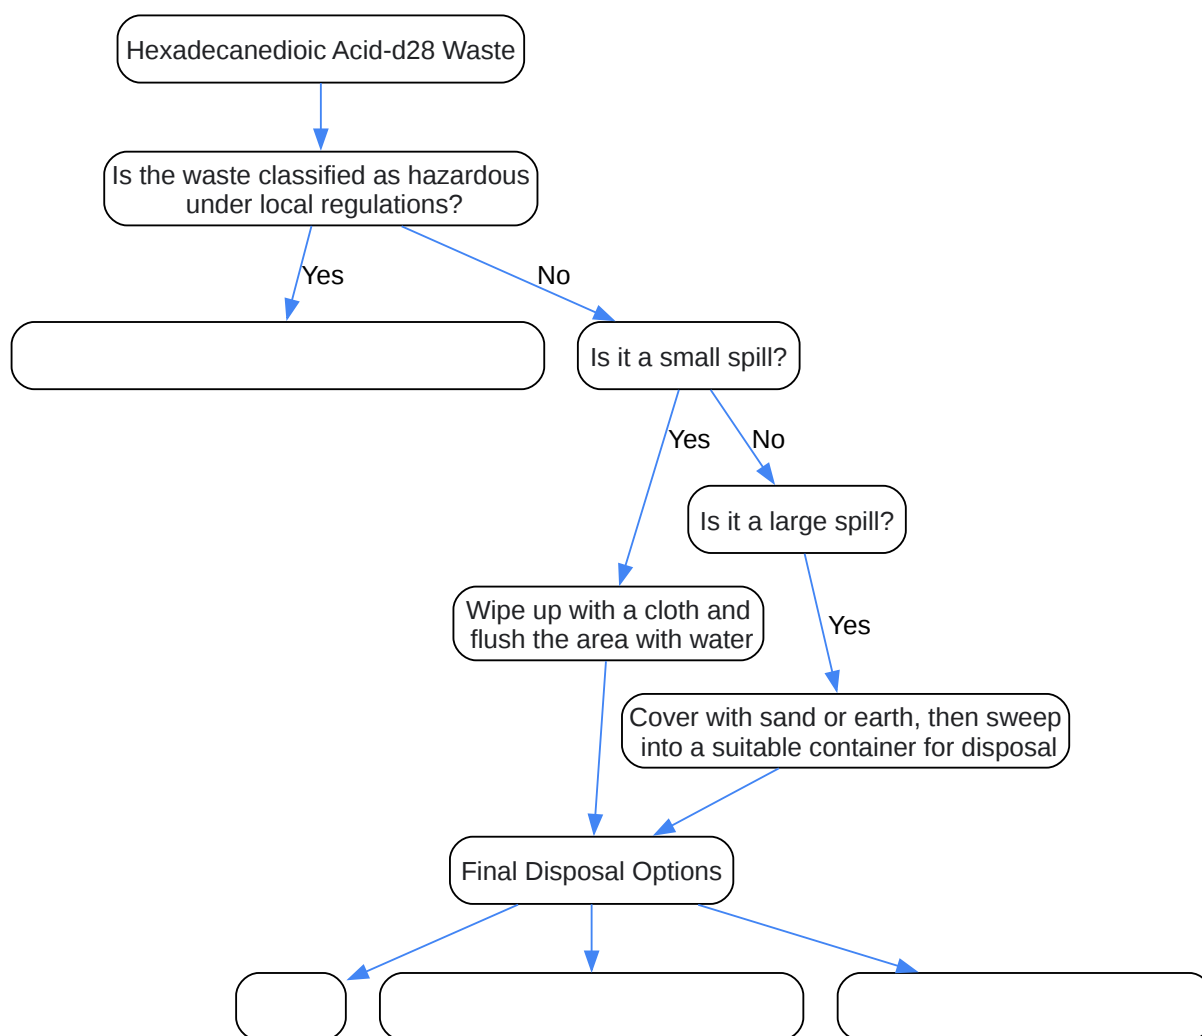 Hexadecanedioic Acid-d28 Waste
Is the waste classified as hazardous
under local regulations?
Yes
No
Is it a small spill?
Yes
No
Is it a large spill?
Wipe up with a cloth and
flush the area with water
Yes
Cover with sand or earth, then sweep
into a suitable container for disposal
Final Disposal Options